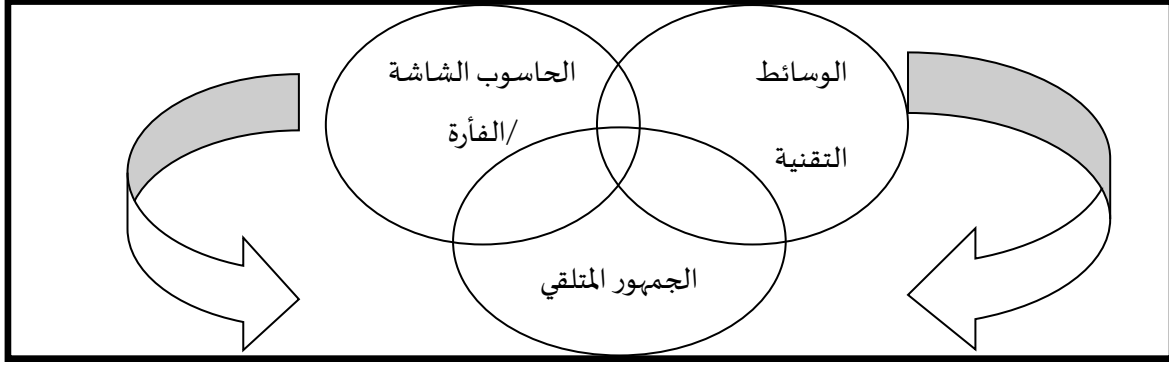 الوسائط
التقنية
الحاسوب الشاشة
/الفأرة
الجمهور المتلقي